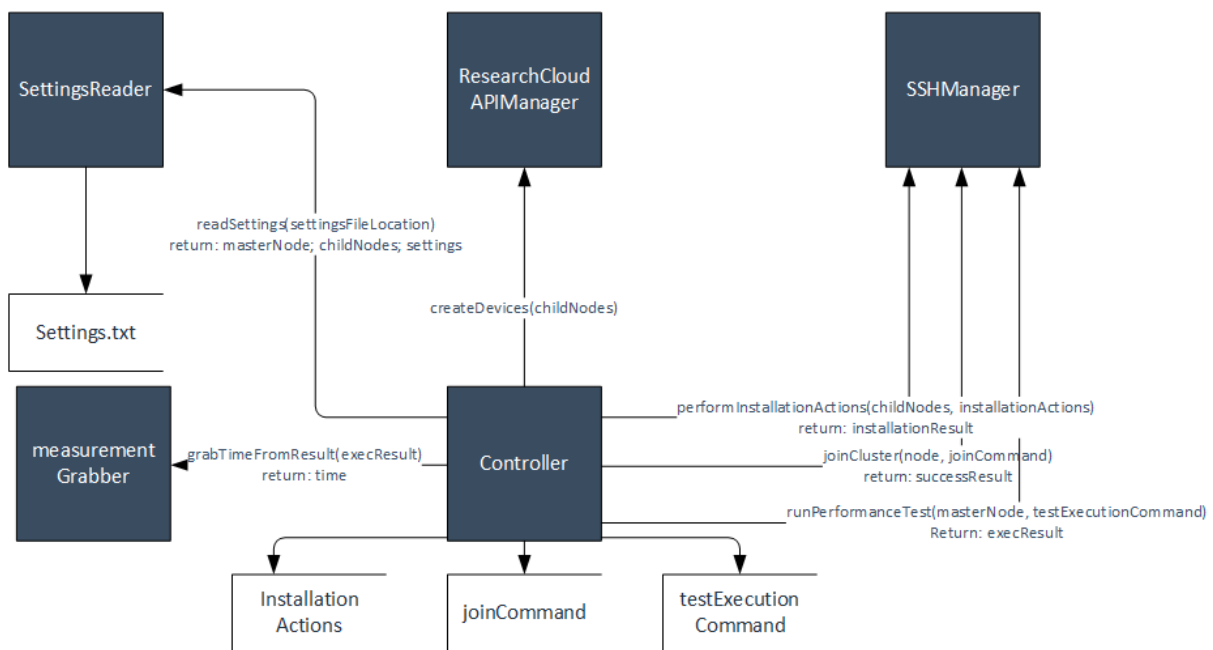 SettingsReader
ResearchCloud
APIManager
SSHManager
readSettings(settingsFileLocation)
return: masterNode; childNodes; settings
createDevices(childNodes)
Settings.txt
performInstallationActions(childNodes, installationActions)
return: installationResult
measurement
Grabber
grabTimeFromResult(execResult)
return: time
Controller
joinCluster(node, joinCommand)
return: successResult
runPerformanceTest(masterNode, testExecutionCommand)
Return: execResult
Installation
Actions
joinCommand
testExecution
Command